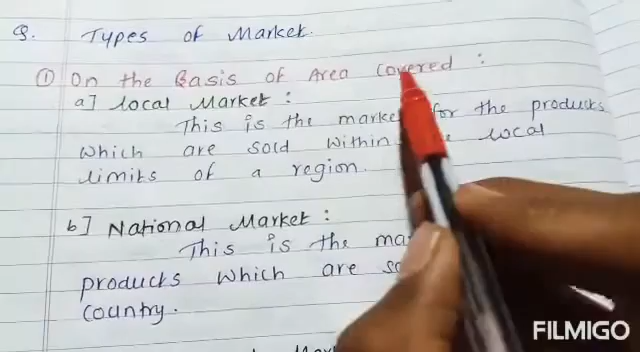 Q. Types of Market.
① On the Basis of Area Covered :
a] Local Market :
This is the market for the products
which are sold within local
limits of a region.
b] National Market :
This is the
products which are
country.
FILMIGO